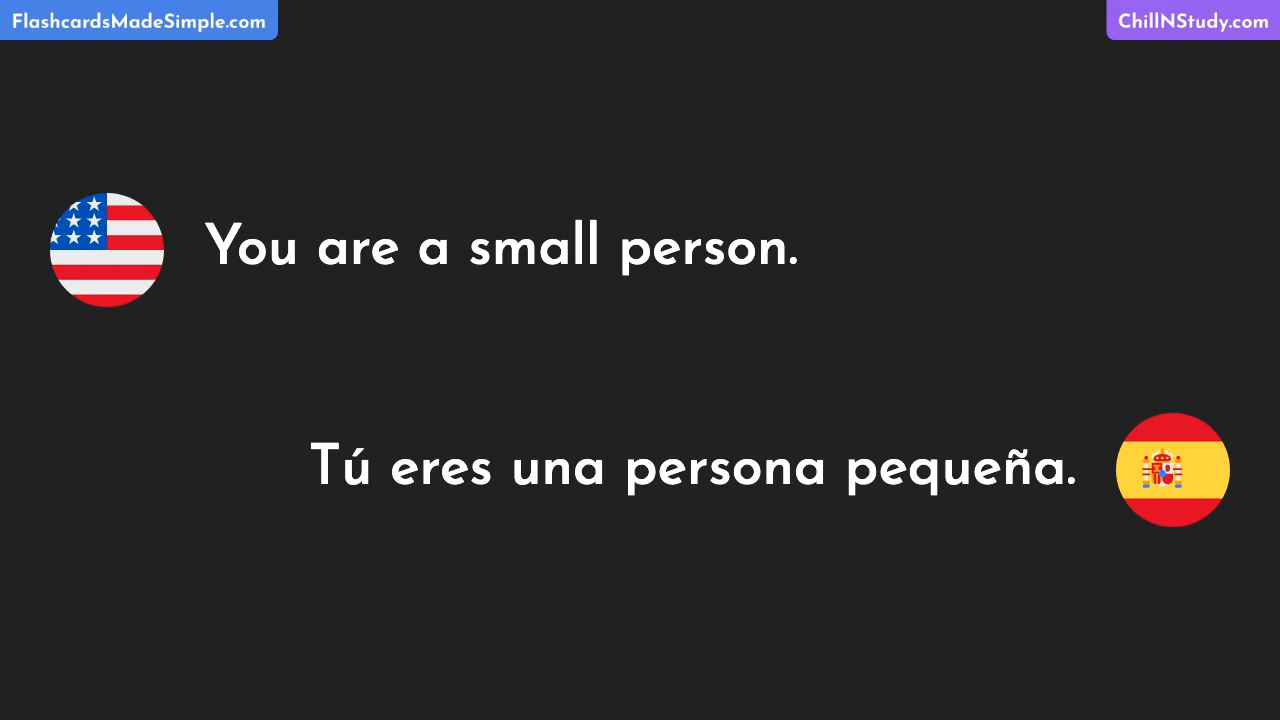 FlashcardsMadeSimple.com
ChillNStudy.com
You are a small person.
Tú eres una persona pequeña.